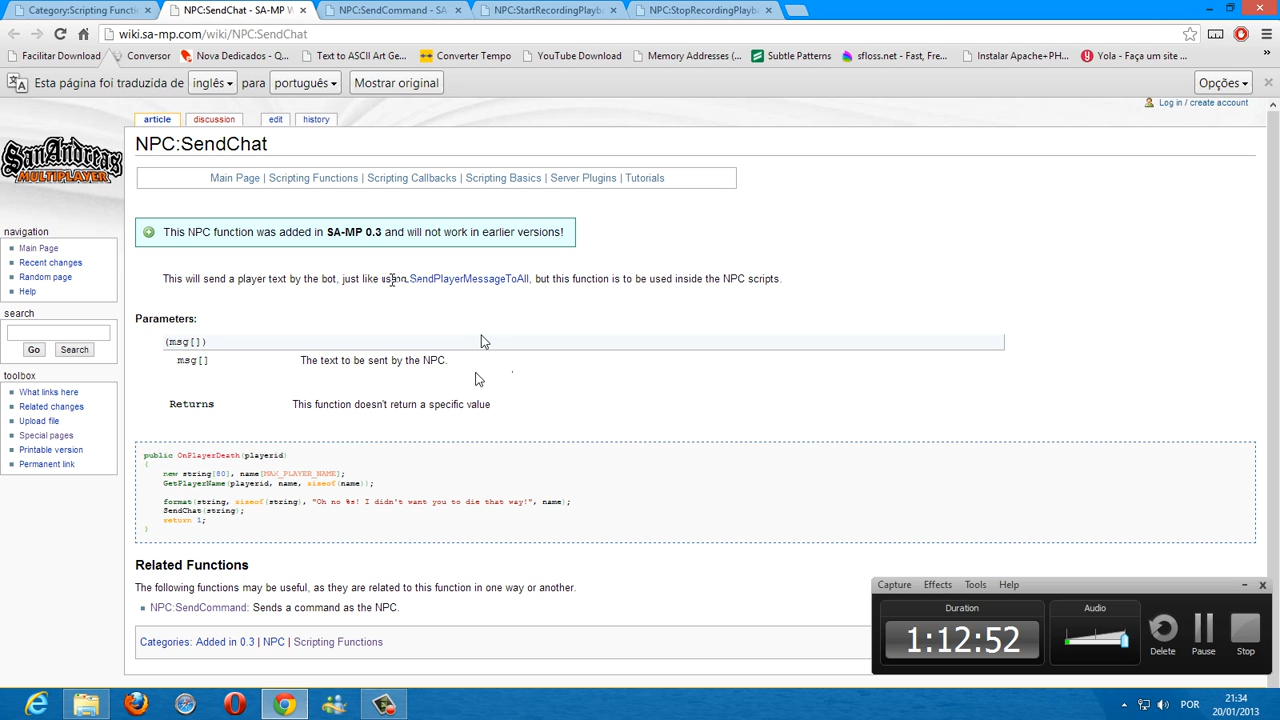 Category:Scripting Functi
NPC:SendChat - SA-MP W
NPC:SendCommand - SA-M
NPC:StartRecordingPlayb
NPC:StopRecordingPlayb
wiki.sa-mp.com/wiki/NPC:SendChat
Facilitar Download
Conversor
Nova Dedicados - Q...
Text to ASCII Art G...
Converter Tempo
YouTube Download
Memory Addresses (...
Subtle Patterns
sfloss.net - Fast, F...
Instalar Apache+PH...
Yola - Faça um site ...
Esta página foi traduzida de inglês para português Mostrar original Opções
article discussion edit history
Log in / create account
SanAndreas
MULTIPLAYER
NPC:SendChat
Main Page | Scripting Functions | Scripting Callbacks | Scripting Basics | Server Plugins | Tutorials
This NPC function was added in SA-MP 0.3 and will not work in earlier versions!
navigation
Main Page
Recent changes
Random page
Help
search
Go Search
toolbox
What links here
Related changes
Upload file
Special pages
Printable version
Permanent link
This will send a player text by the bot, just like SendPlayerMessageToAll, but this function is to be used inside the NPC scripts.
Parameters:
(msg[])
msg[] The text to be sent by the NPC.
Returns This function doesn't return a specific value
public OnPlayerDeath(playerid)
{
new string[80], name[MAX_PLAYER_NAME];
GetPlayerName(playerid, name, sizeof(name));
format(string, sizeof(string), "Oh no %s! I didn't want you to die that way!", name);
SendChat(string);
return 1;
}
Related Functions
The following functions may be useful, as they are related to this function in one way or another.
NPC:SendCommand: Sends a command as the NPC.
Categories: Added in 0.3 | NPC | Scripting Functions
Capture Effects Tools Help
Duration
1:12:52
Audio
Delete
Pause
Stop
POR
21:34
20/01/2013